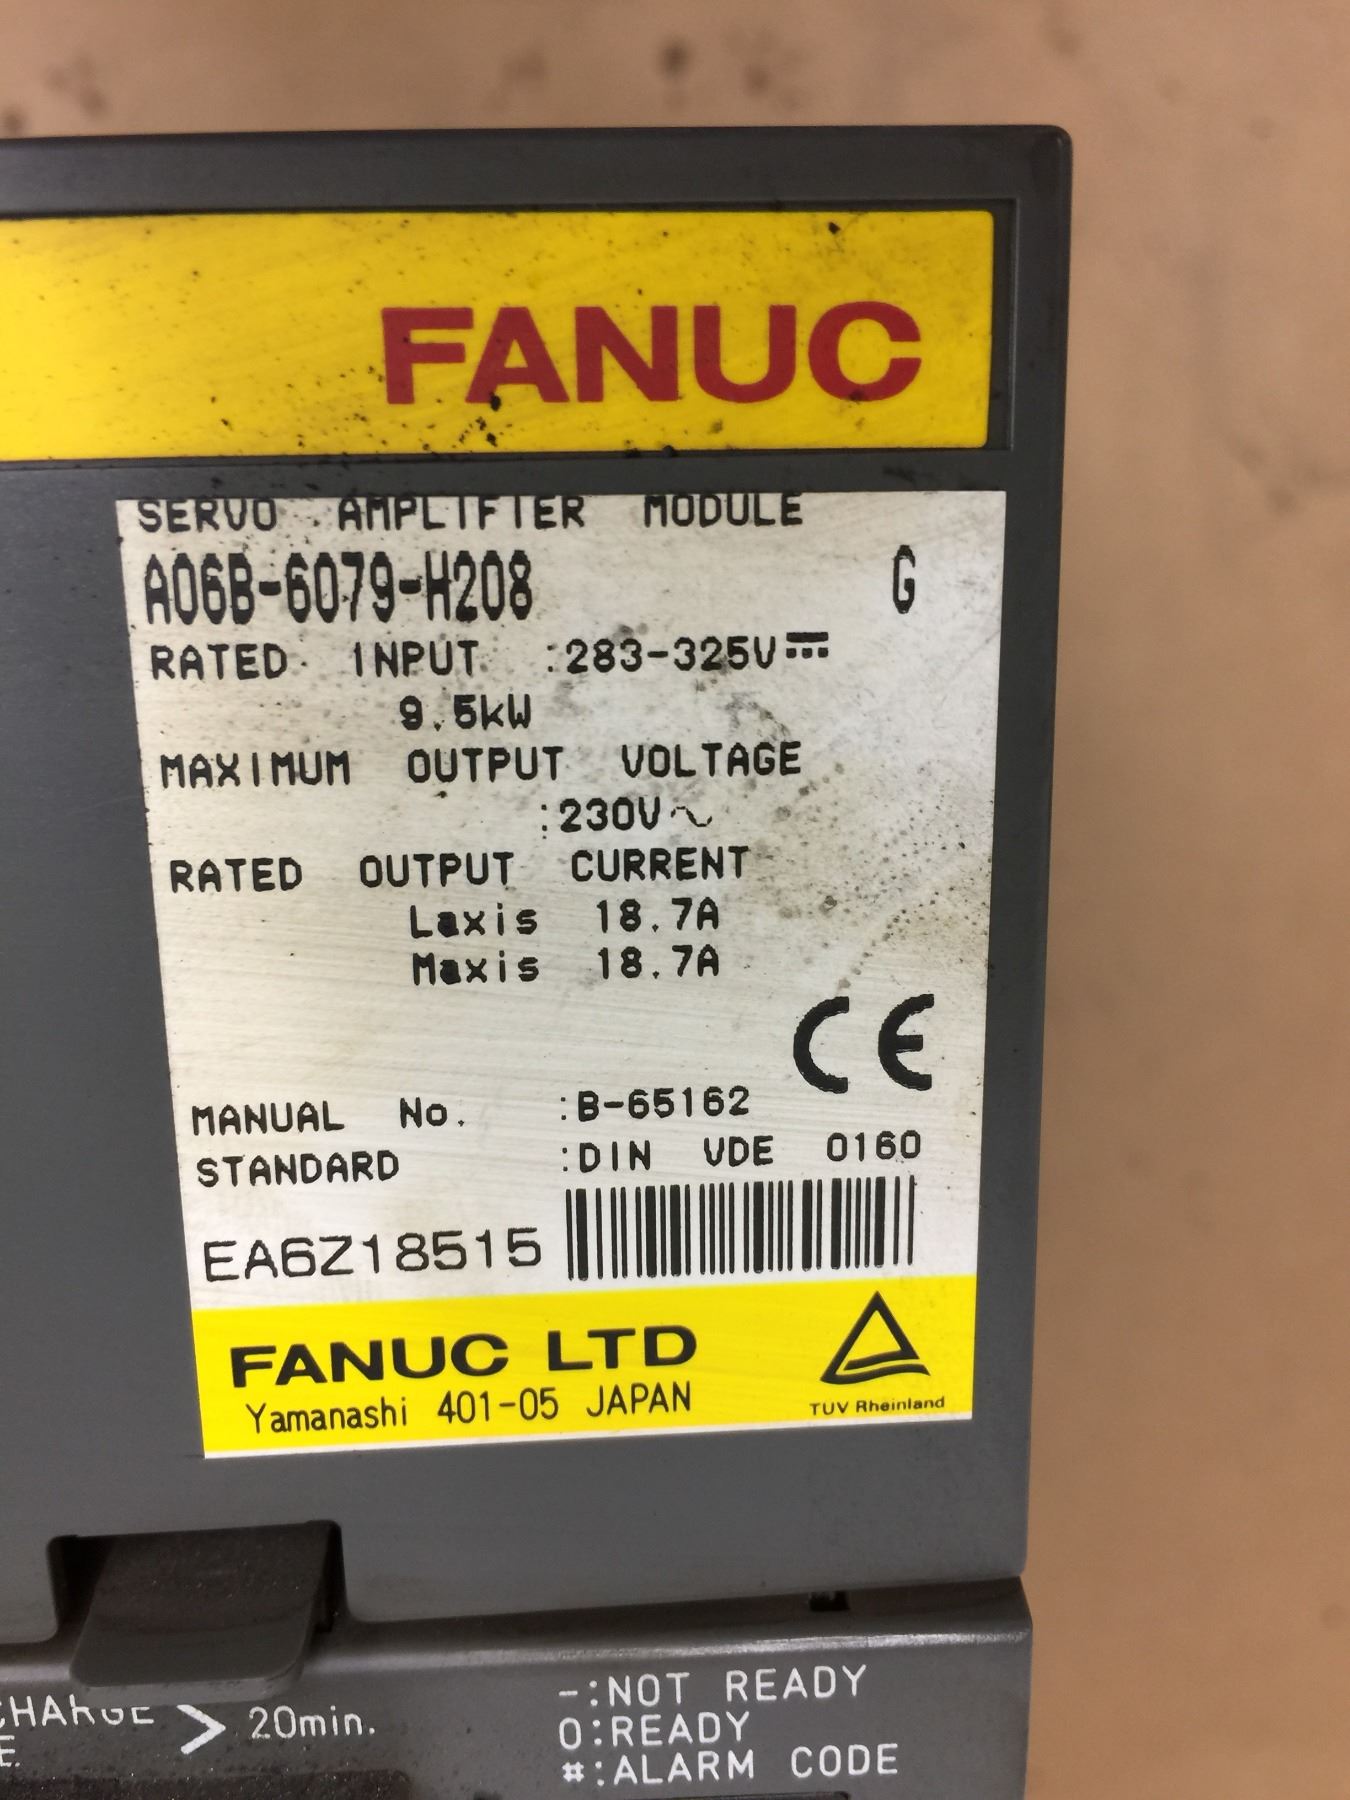 FANUC
SERVO AMPLIFIER MODULE
A06B-6079-H208 G
RATED INPUT :283-325V⎓
9.5kW
MAXIMUM OUTPUT VOLTAGE
:230V∿
RATED OUTPUT CURRENT
Laxis 18.7A
Maxis 18.7A
CE
MANUAL No. :B-65162
STANDARD :DIN VDE 0160
EA6Z18515
FANUC LTD
Yamanashi 401-05 JAPAN
TUV Rheinland
CHARGE > 20min.
E.
-:NOT READY
0:READY
#:ALARM CODE